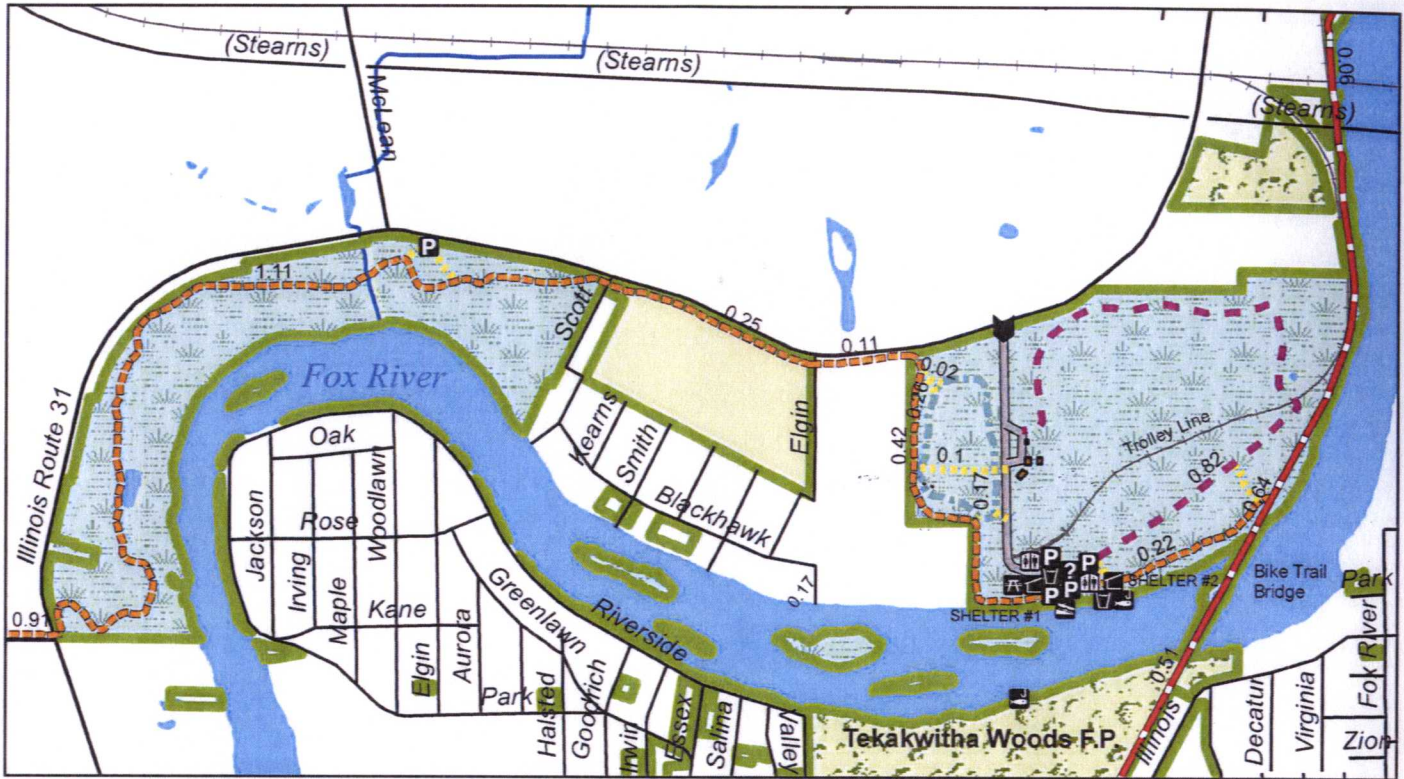 (Stearns)
(Stearns)
(Stearns)
0.06
McLean
P
1.11
Scott
0.25
0.11
0.02
0.26
0.42
0.1
0.17
Fox River
Illinois Route 31
Elgin
Trolley Line
0.82
0.64
0.22
Kearns
Smith
Blackhawk
0.17
Oak
Jackson
Rose
Woodlawn
Irving
Maple
Kane
Elgin
Aurora
Greenlawn
Riverside
Park
Halsted
Goodrich
Irwin
Essex
Salina
Valley
0.91
P
?
P
P
P
SHELTER #1
SHELTER #2
Bike Trail
Bridge
Park
Fox River
0.51
Illinois
Decatur
Virginia
Zion
Tekakwitha Woods F.P